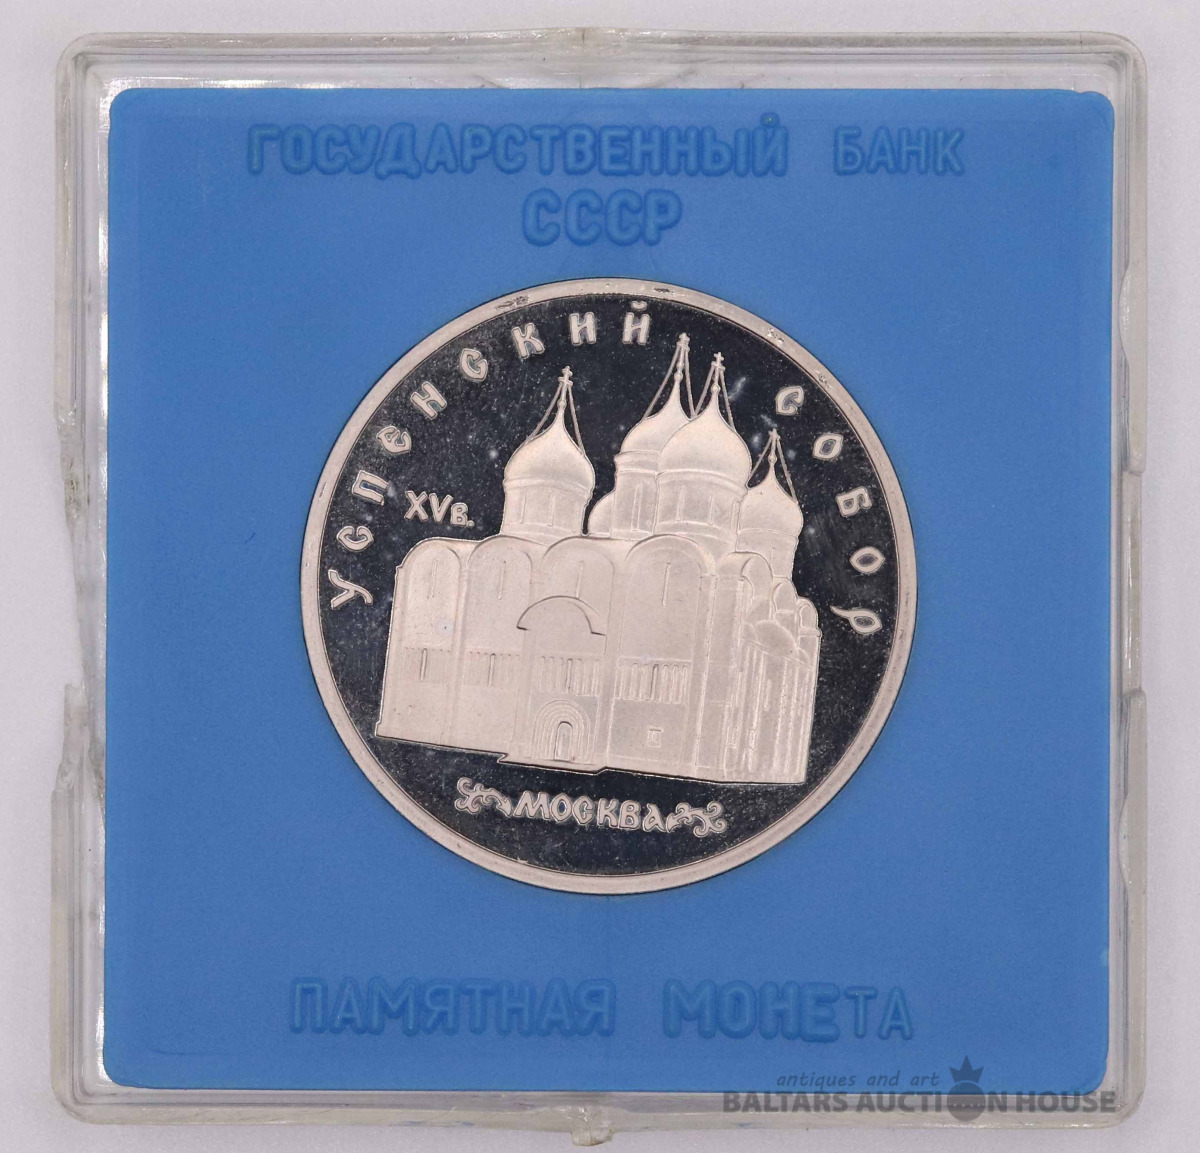 ГОСУДАРСТВЕННЫЙ БАНК
СССР
УСПЕНСКИЙ СОБОР
XVв.
МОСКВА
ПАМЯТНАЯ МОНЕТА
antiques and art
BALTARS AUCTION HOUSE